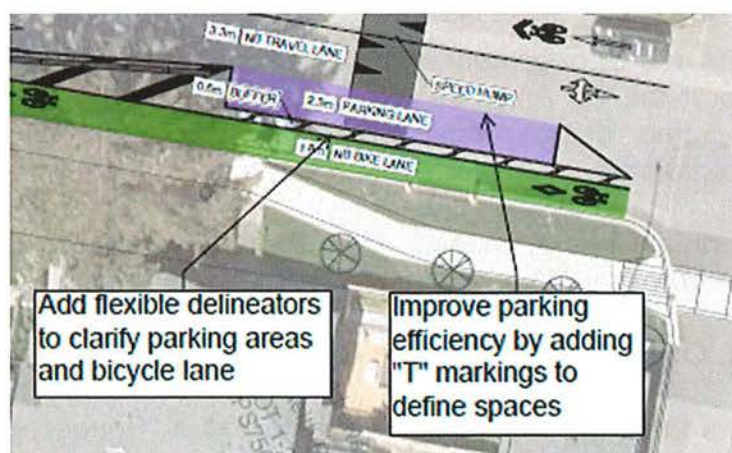 3.3m NB TRAVEL LANE
SPEED HUMP
0.6m BUFFER
2.3m PARKING LANE
NB BIKE LANE
Add flexible delineators
to clarify parking areas
and bicycle lane
Improve parking
efficiency by adding
"T" markings to
define spaces